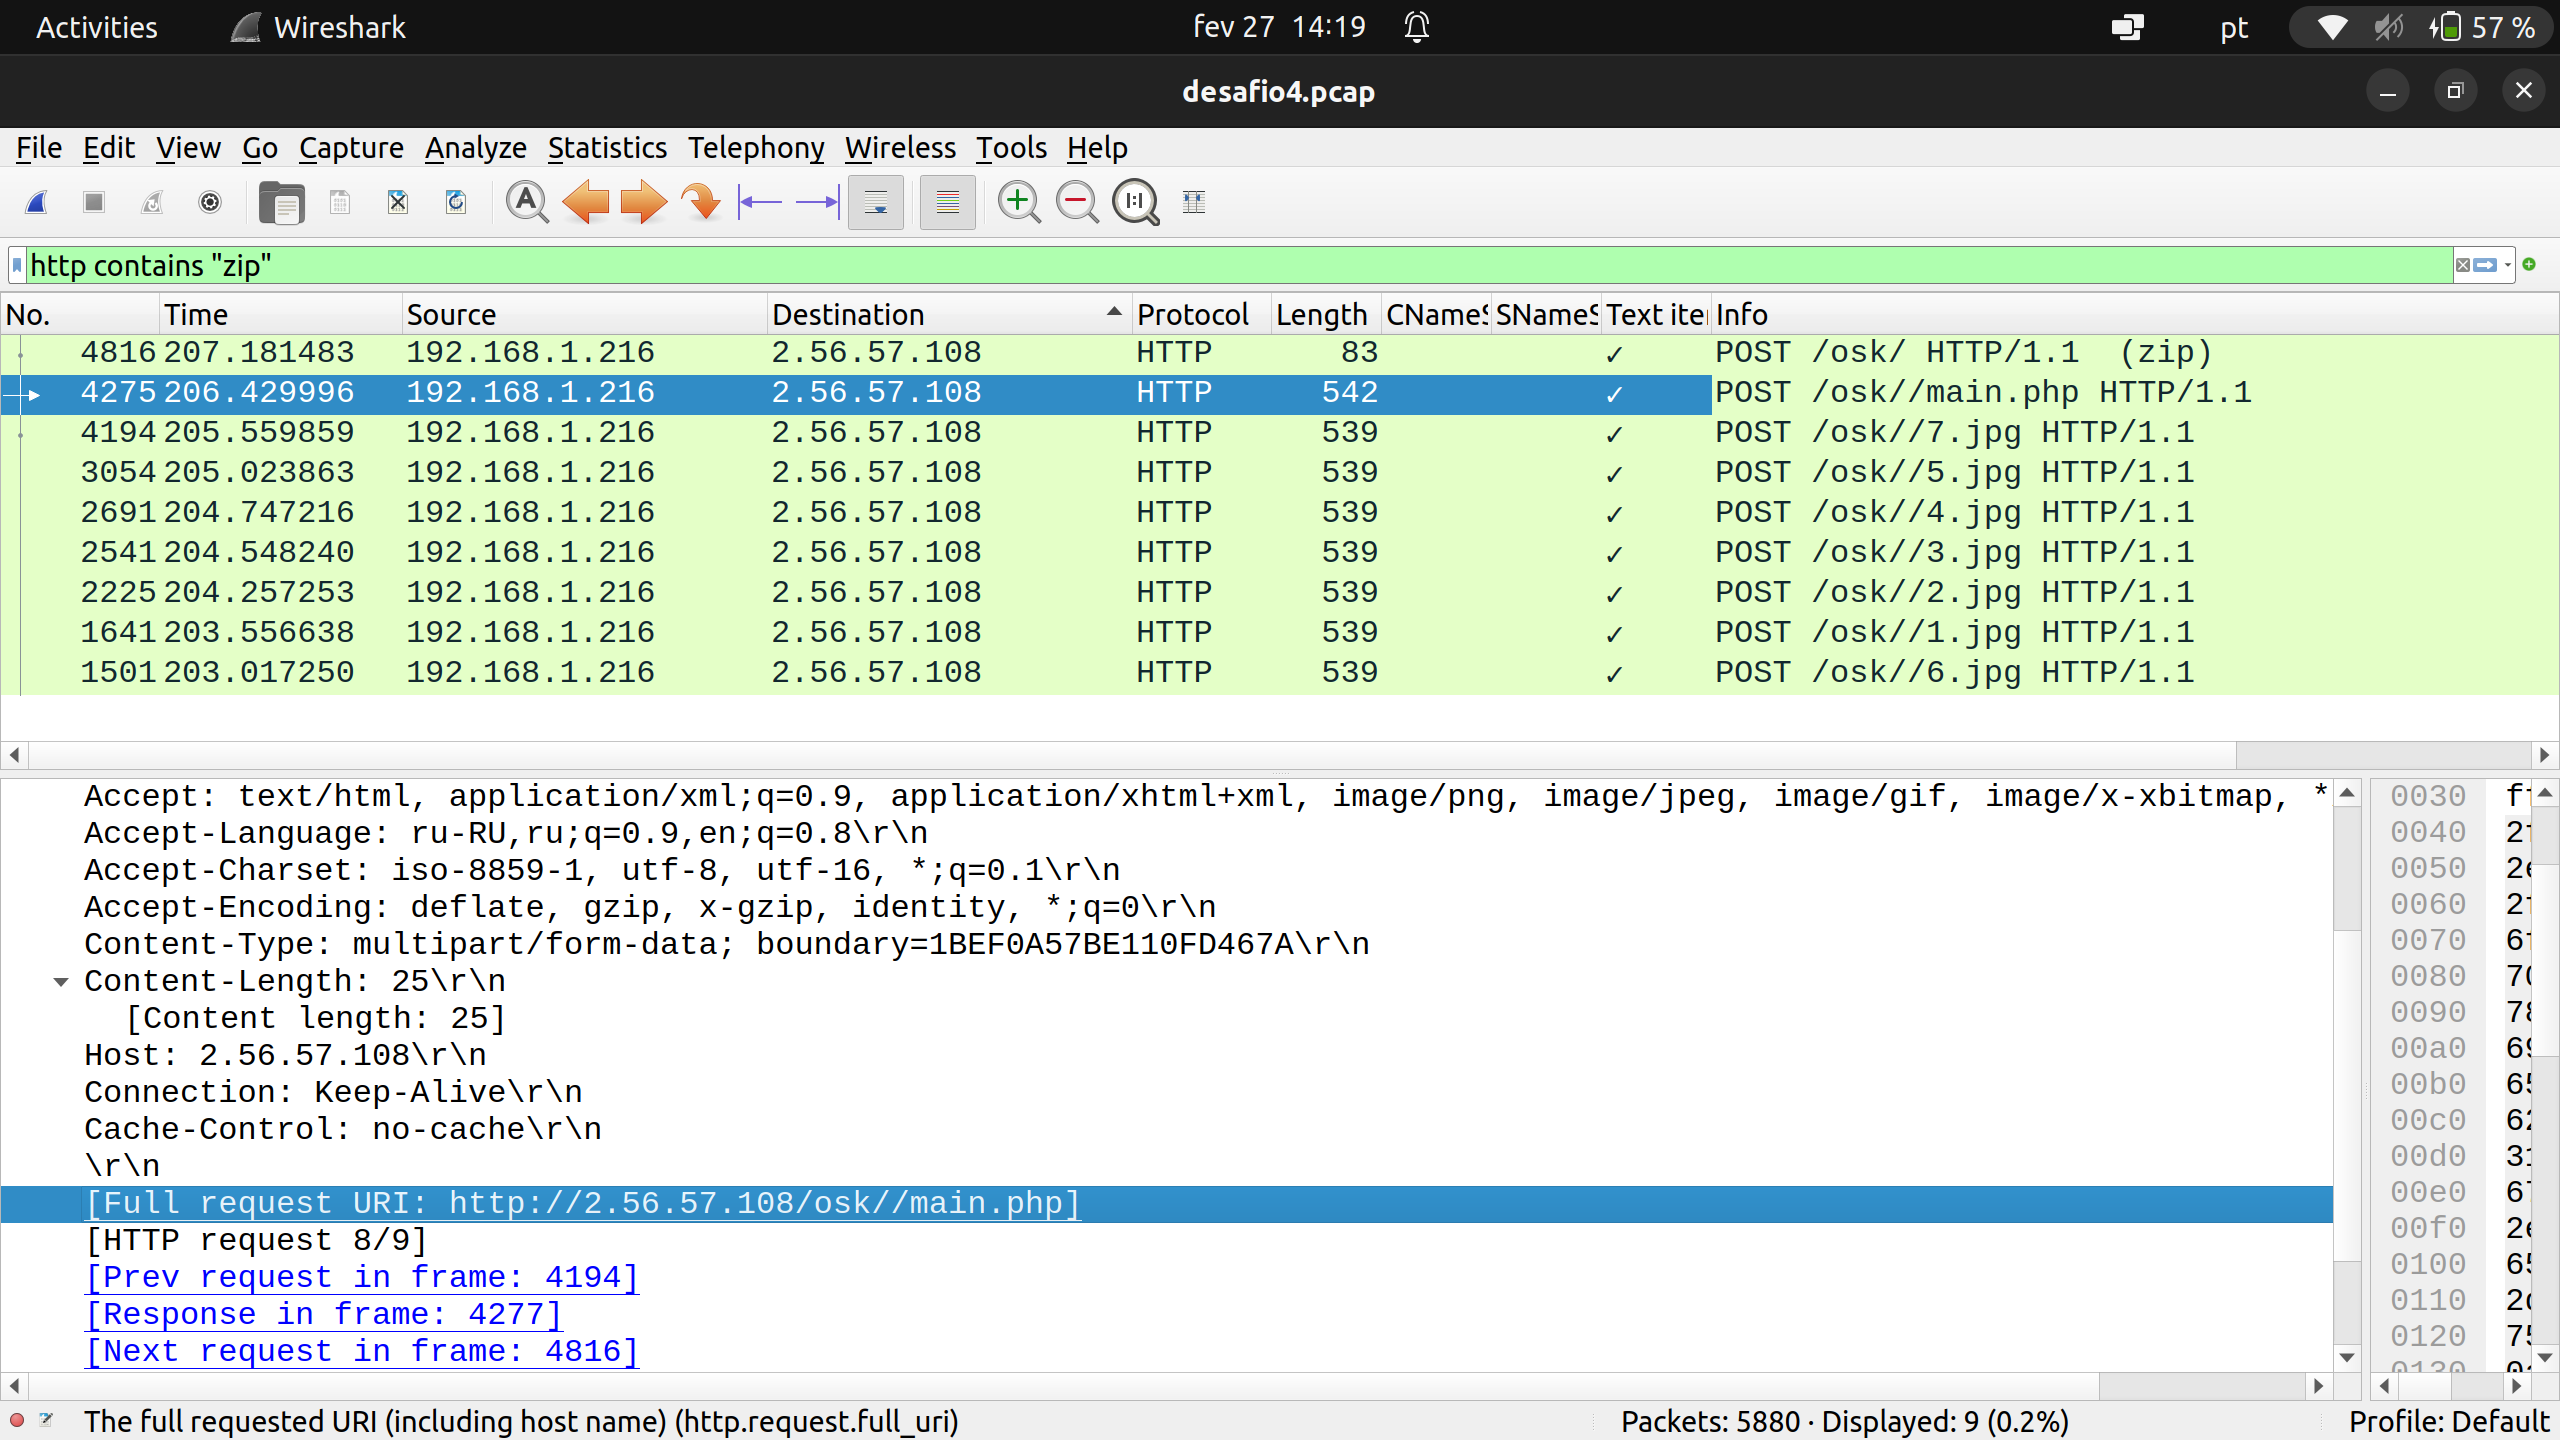 Activities Wireshark fev 27 14:19 pt 57 %
desafio4.pcap
File Edit View Go Capture Analyze Statistics Telephony Wireless Tools Help
http contains "zip"
No. Time Source Destination Protocol Length CNameS SNameS Text ite Info
4816 207.181483 192.168.1.216 2.56.57.108 HTTP 83 ✓ POST /osk/ HTTP/1.1 (zip)
4275 206.429996 192.168.1.216 2.56.57.108 HTTP 542 ✓ POST /osk//main.php HTTP/1.1
4194 205.559859 192.168.1.216 2.56.57.108 HTTP 539 ✓ POST /osk//7.jpg HTTP/1.1
3054 205.023863 192.168.1.216 2.56.57.108 HTTP 539 ✓ POST /osk//5.jpg HTTP/1.1
2691 204.747216 192.168.1.216 2.56.57.108 HTTP 539 ✓ POST /osk//4.jpg HTTP/1.1
2541 204.548240 192.168.1.216 2.56.57.108 HTTP 539 ✓ POST /osk//3.jpg HTTP/1.1
2225 204.257253 192.168.1.216 2.56.57.108 HTTP 539 ✓ POST /osk//2.jpg HTTP/1.1
1641 203.556638 192.168.1.216 2.56.57.108 HTTP 539 ✓ POST /osk//1.jpg HTTP/1.1
1501 203.017250 192.168.1.216 2.56.57.108 HTTP 539 ✓ POST /osk//6.jpg HTTP/1.1
Accept: text/html, application/xml;q=0.9, application/xhtml+xml, image/png, image/jpeg, image/gif, image/x-xbitmap, *
Accept-Language: ru-RU,ru;q=0.9,en;q=0.8\r\n
Accept-Charset: iso-8859-1, utf-8, utf-16, *;q=0.1\r\n
Accept-Encoding: deflate, gzip, x-gzip, identity, *;q=0\r\n
Content-Type: multipart/form-data; boundary=1BEF0A57BE110FD467A\r\n
Content-Length: 25\r\n
[Content length: 25]
Host: 2.56.57.108\r\n
Connection: Keep-Alive\r\n
Cache-Control: no-cache\r\n
\r\n
[Full request URI: http://2.56.57.108/osk//main.php]
[HTTP request 8/9]
[Prev request in frame: 4194]
[Response in frame: 4277]
[Next request in frame: 4816]
0030
0040
0050
0060
0070
0080
0090
00a0
00b0
00c0
00d0
00e0
00f0
0100
0110
0120
0130
The full requested URI (including host name) (http.request.full_uri) Packets: 5880 · Displayed: 9 (0.2%) Profile: Default